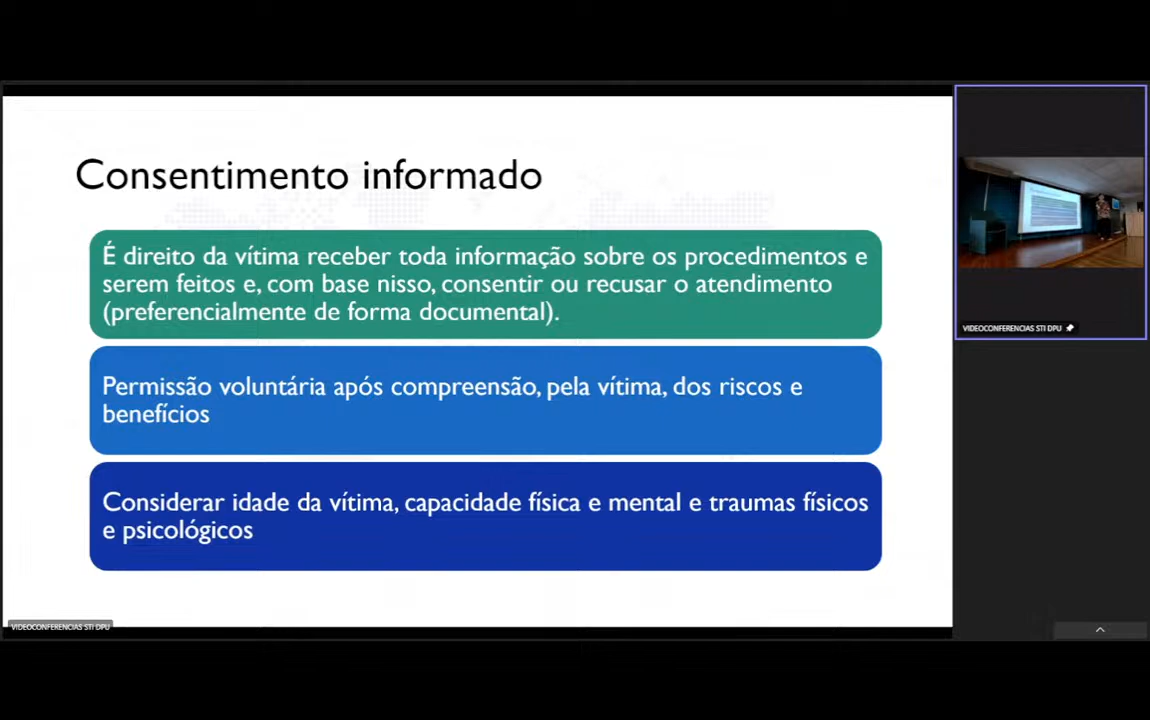 Consentimento informado
É direito da vítima receber toda informação sobre os procedimentos e
serem feitos e, com base nisso, consentir ou recusar o atendimento
(preferencialmente de forma documental).
Permissão voluntária após compreensão, pela vítima, dos riscos e
benefícios
Considerar idade da vítima, capacidade física e mental e traumas físicos
e psicológicos
VIDEOCONFERENCIAS STI DPU
VIDEOCONFERENCIAS STI DPU